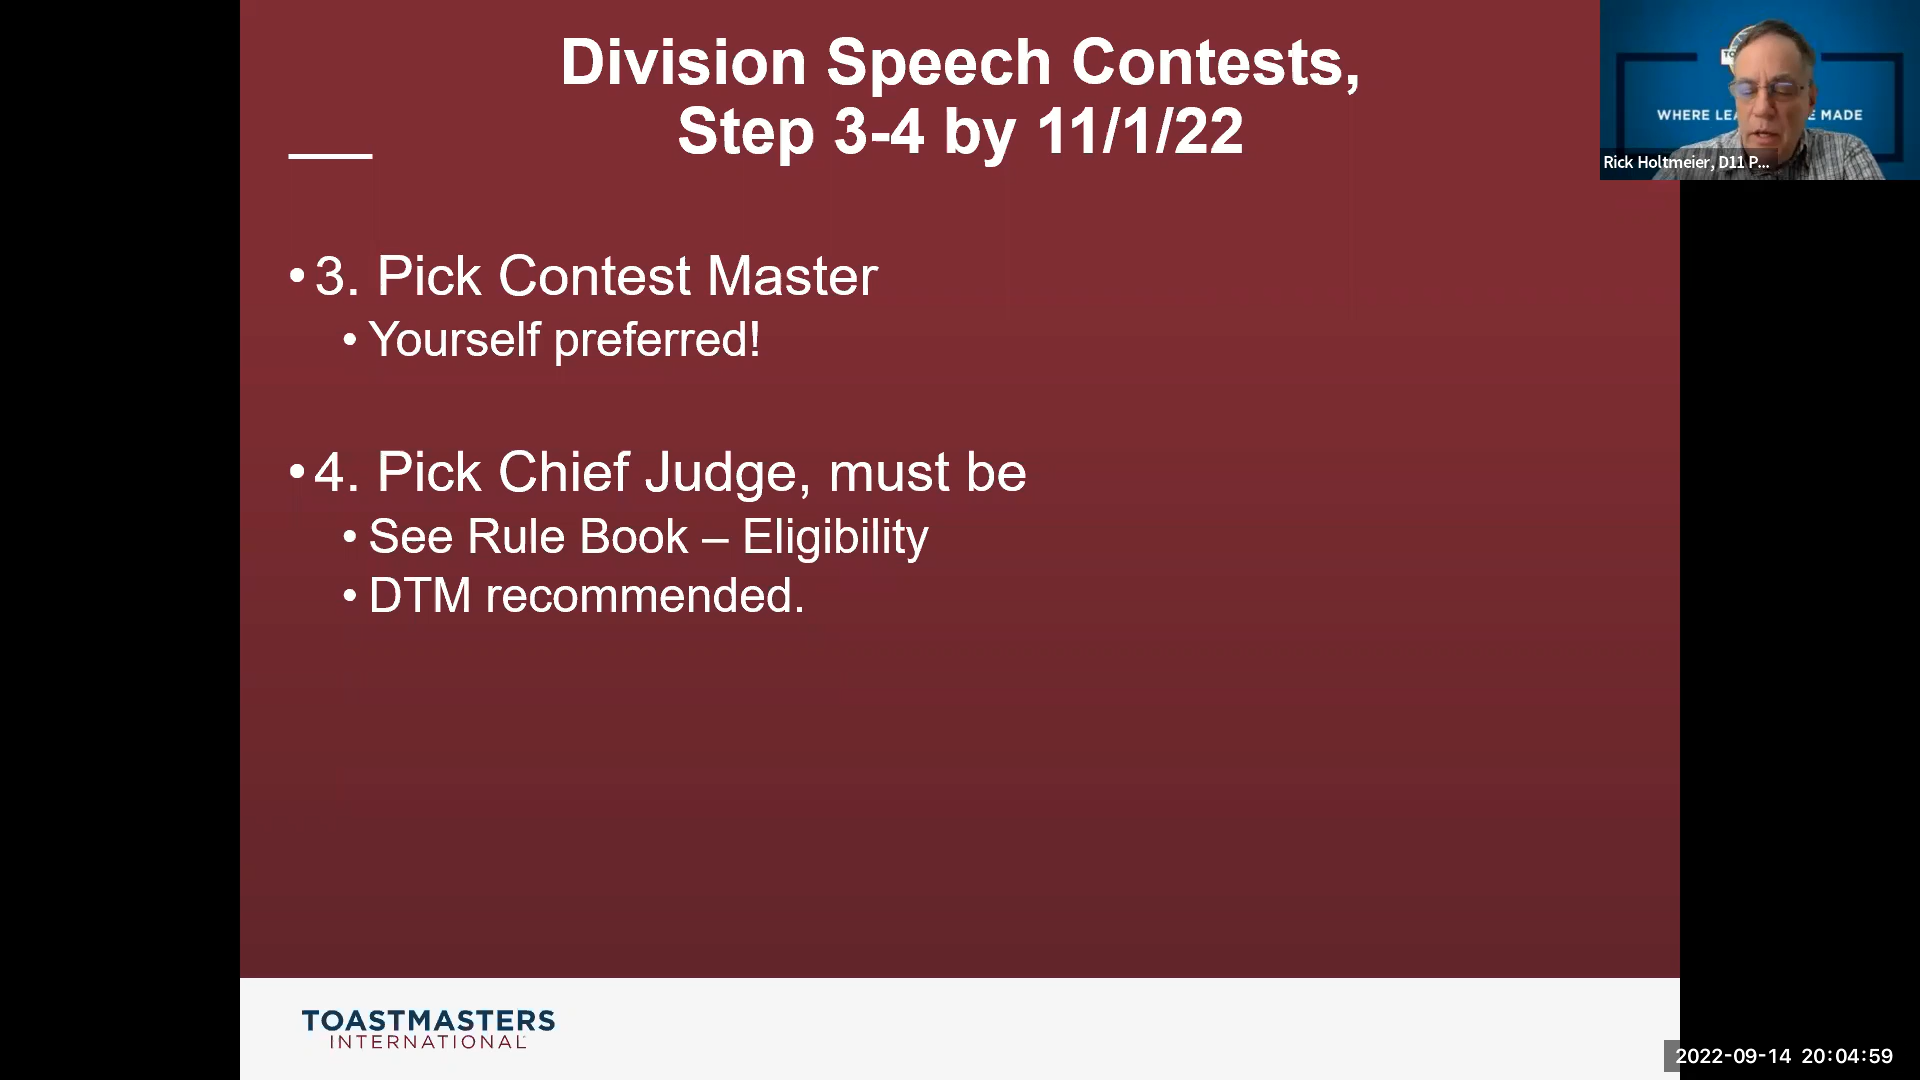 Division Speech Contests,
Step 3-4 by 11/1/22
• 3. Pick Contest Master
• Yourself preferred!
• 4. Pick Chief Judge, must be
• See Rule Book – Eligibility
• DTM recommended.
TOASTMASTERS
INTERNATIONAL
WHERE LEA E MADE
Rick Holtmeier, D11 P...
2022-09-14 20:04:59